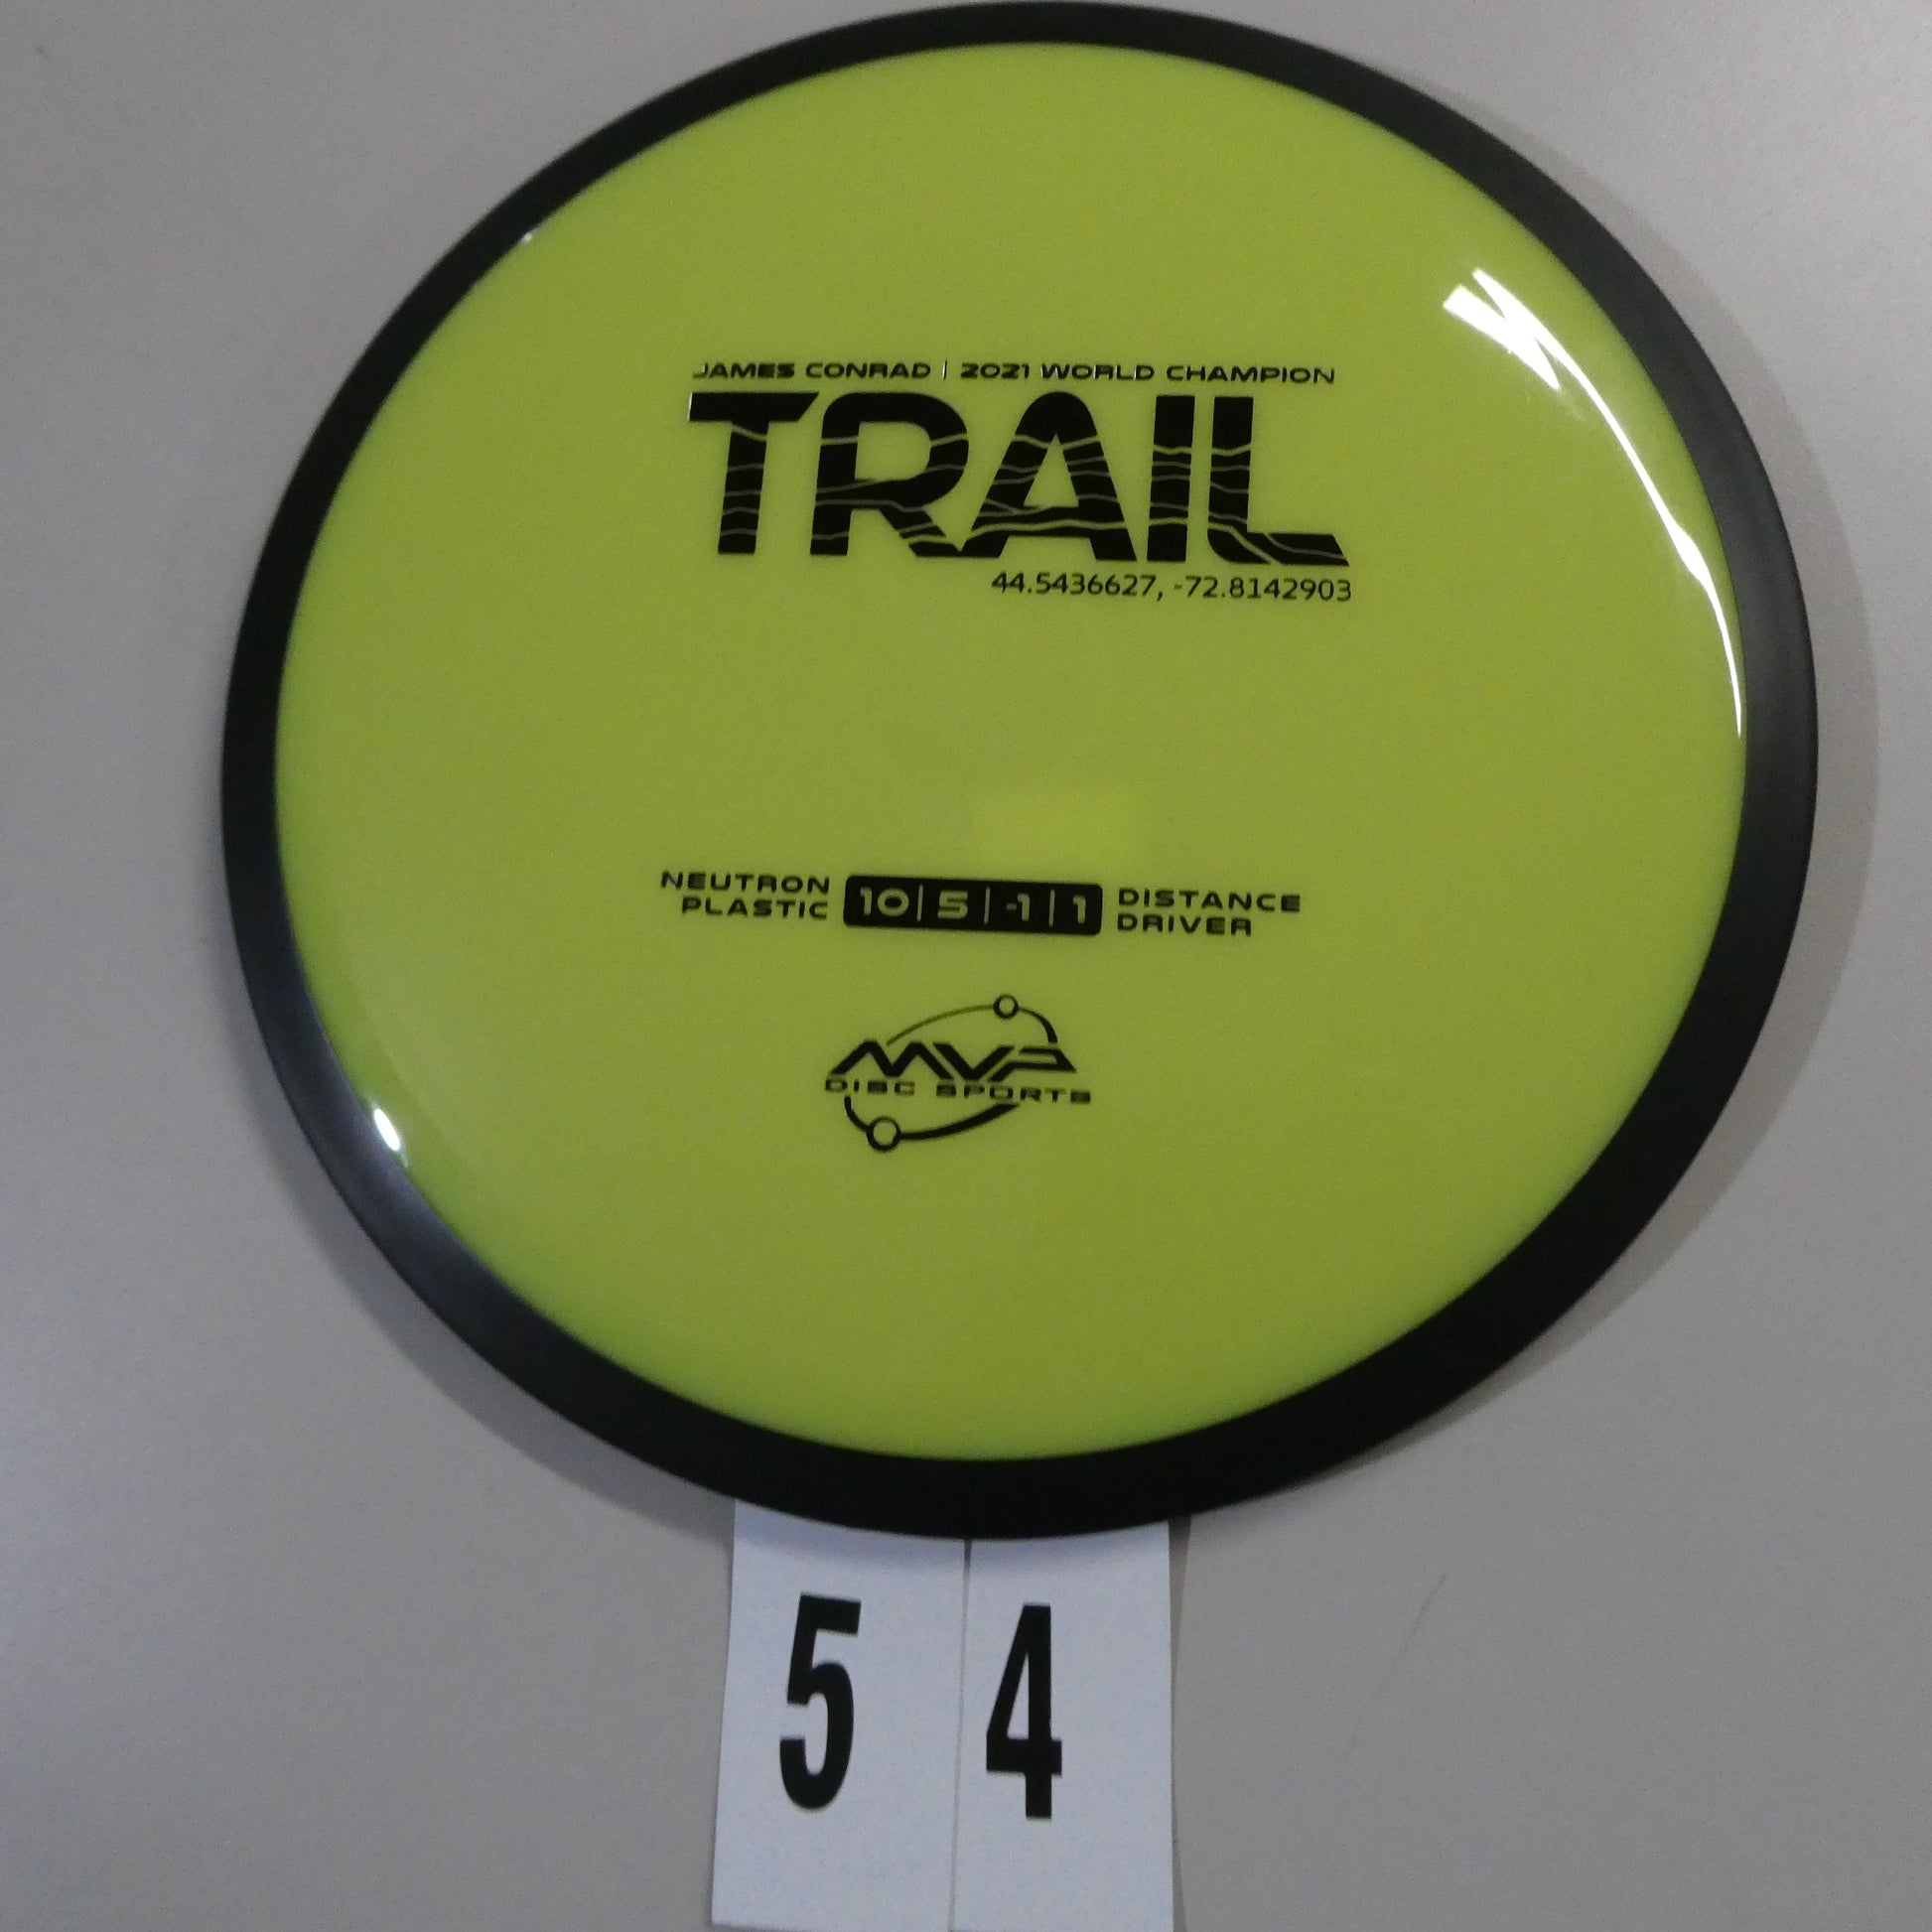 JAMES CONRAD | 2021 WORLD CHAMPION
TRAIL
44.5436627, -72.8142903
NEUTRON PLASTIC
10 | 5 | -1 | 1
DISTANCE DRIVER
MVP
DISC SPORTS
5 4